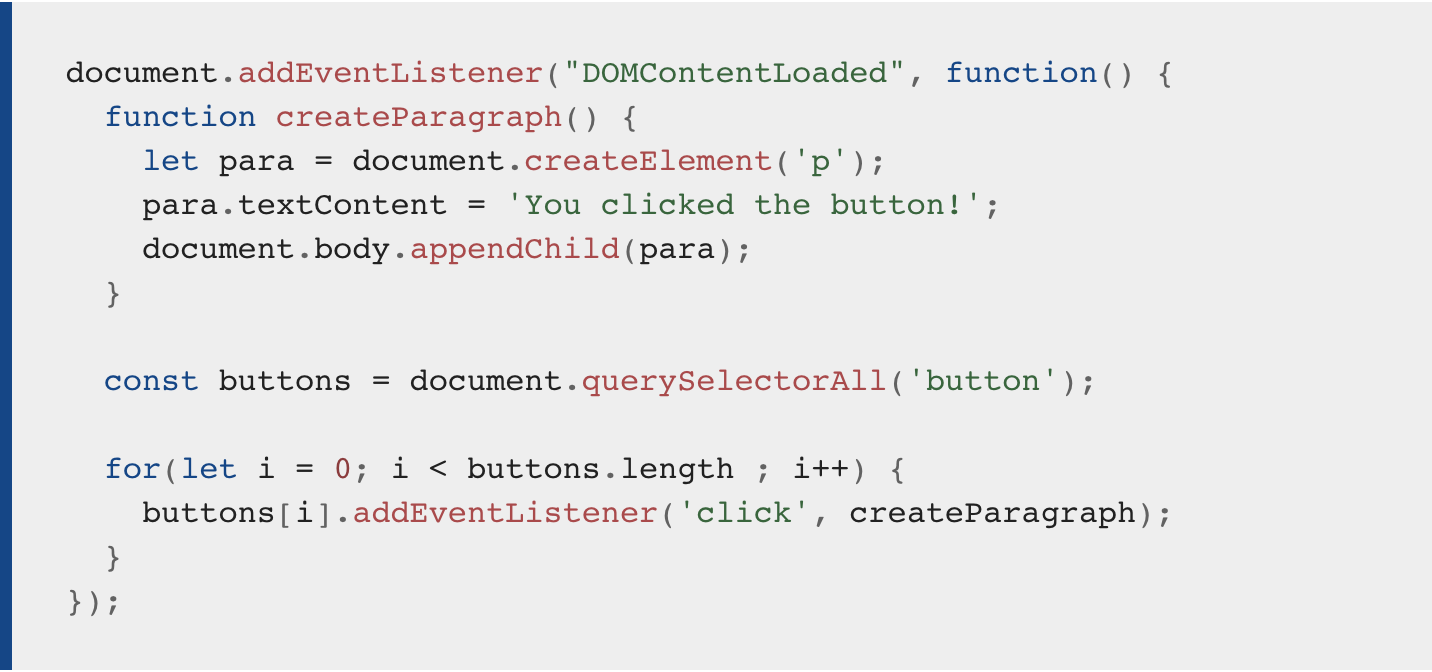 document.addEventListener("DOMContentLoaded", function() {
  function createParagraph() {
    let para = document.createElement('p');
    para.textContent = 'You clicked the button!';
    document.body.appendChild(para);
  }

  const buttons = document.querySelectorAll('button');

  for(let i = 0; i < buttons.length ; i++) {
    buttons[i].addEventListener('click', createParagraph);
  }
});